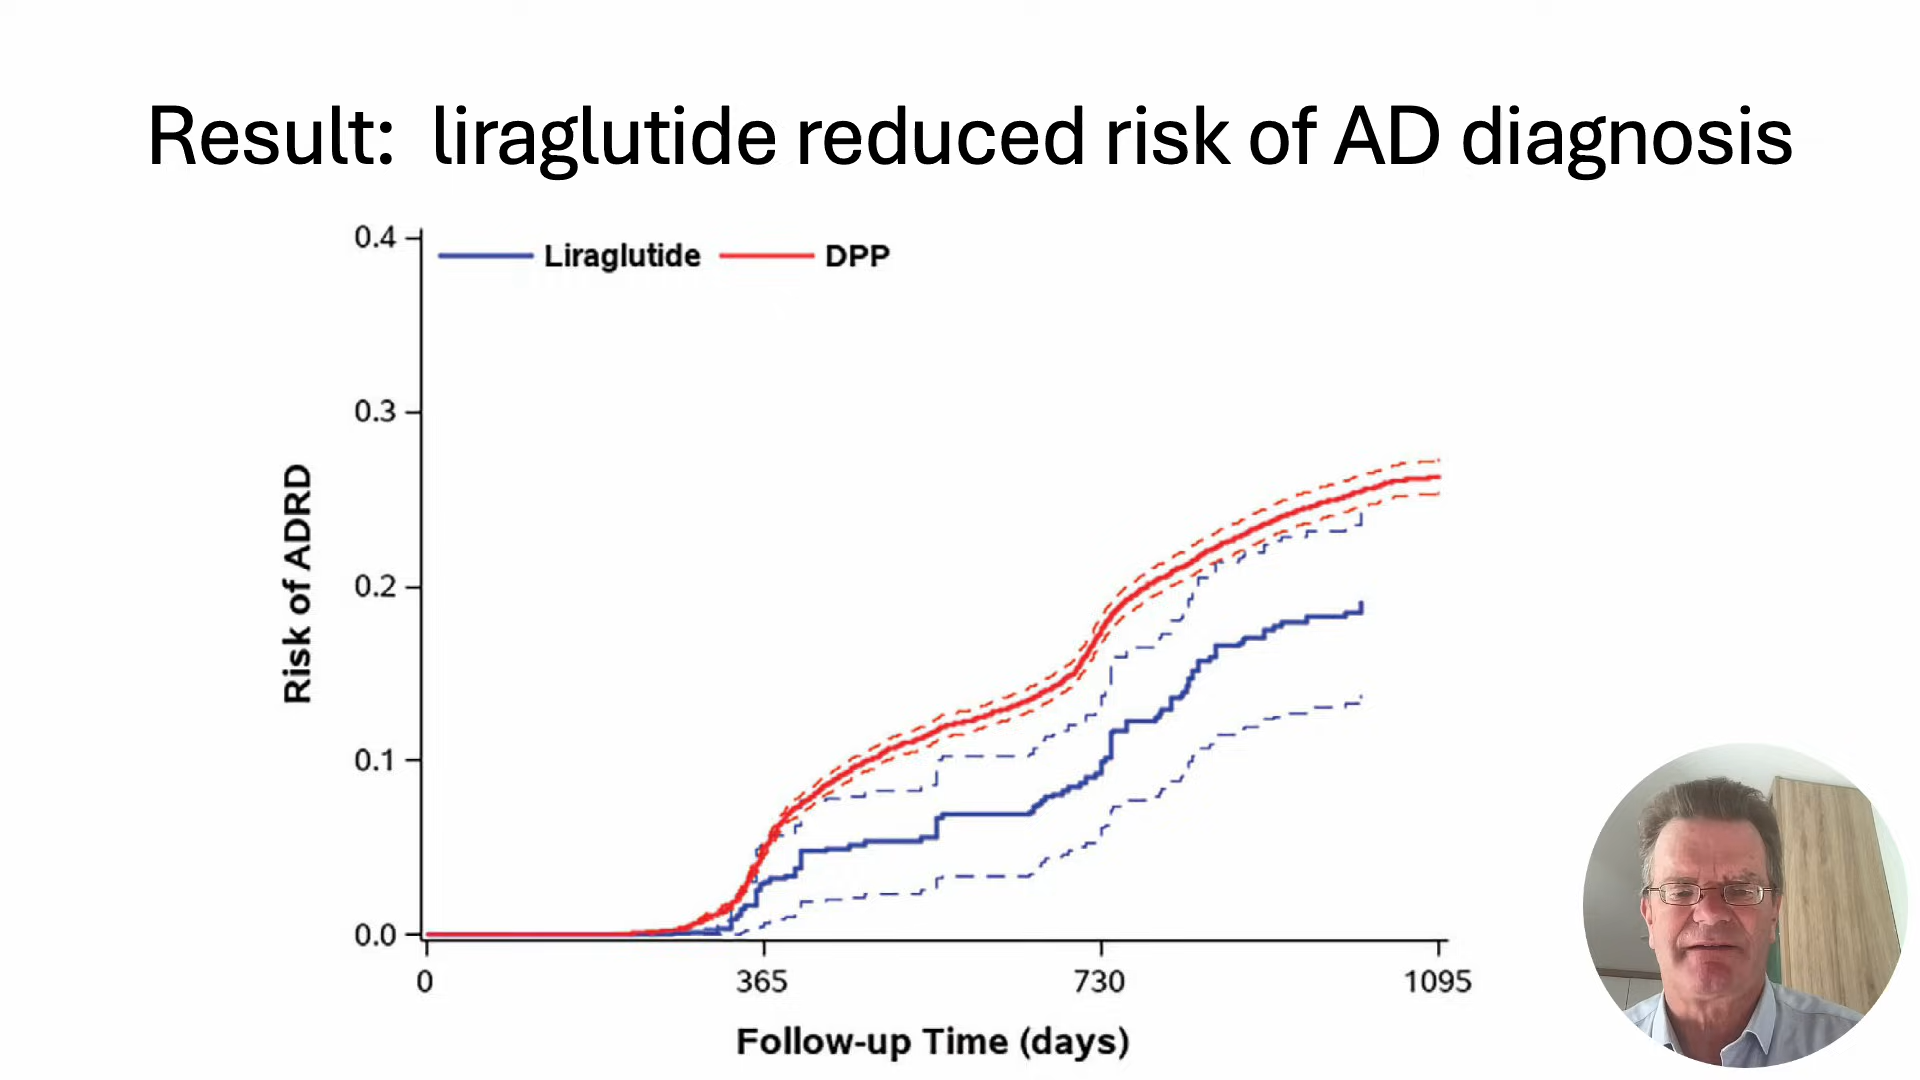 Result: liraglutide reduced risk of AD diagnosis
Liraglutide DPP
0.4
0.3
0.2
0.1
0.0
Risk of ADRD
0 365 730 1095
Follow-up Time (days)